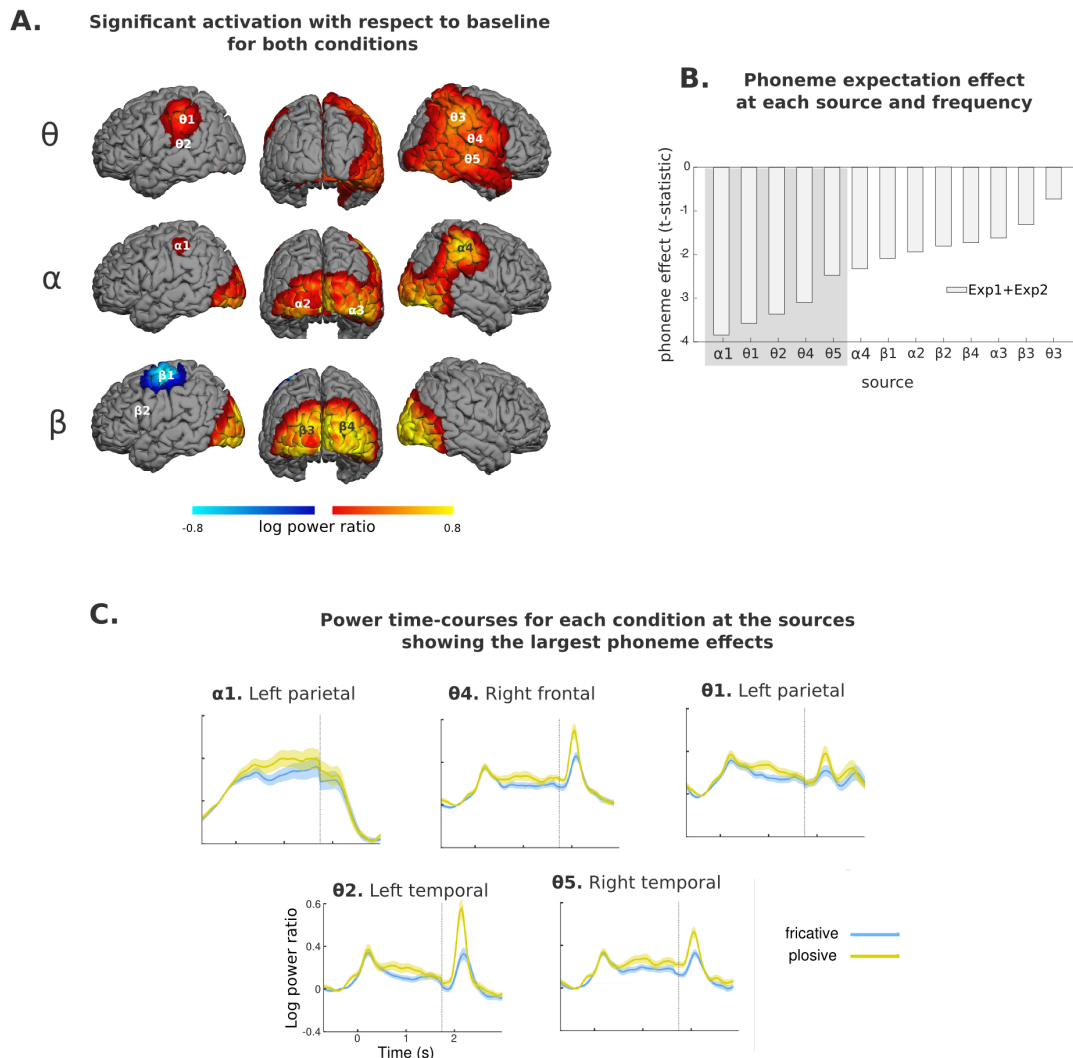 A.
Significant activation with respect to baseline
for both conditions
θ
θ1
θ2
θ3
θ4
θ5
α
α1
α2
α3
α4
β
β1
β2
β3
β4
-0.8
log power ratio
0.8
B.
Phoneme expectation effect
at each source and frequency
phoneme effect (t-statistic)
0
-1
-2
-3
-4
Exp1+Exp2
α1 θ1 θ2 θ4 θ5 α4 β1 α2 β2 β4 α3 β3 θ3
source
C.
Power time-courses for each condition at the sources
showing the largest phoneme effects
α1. Left parietal
θ4. Right frontal
θ1. Left parietal
θ2. Left temporal
θ5. Right temporal
Log power ratio
0.6
0.4
0
-0.4
0 1 2
Time (s)
fricative
plosive